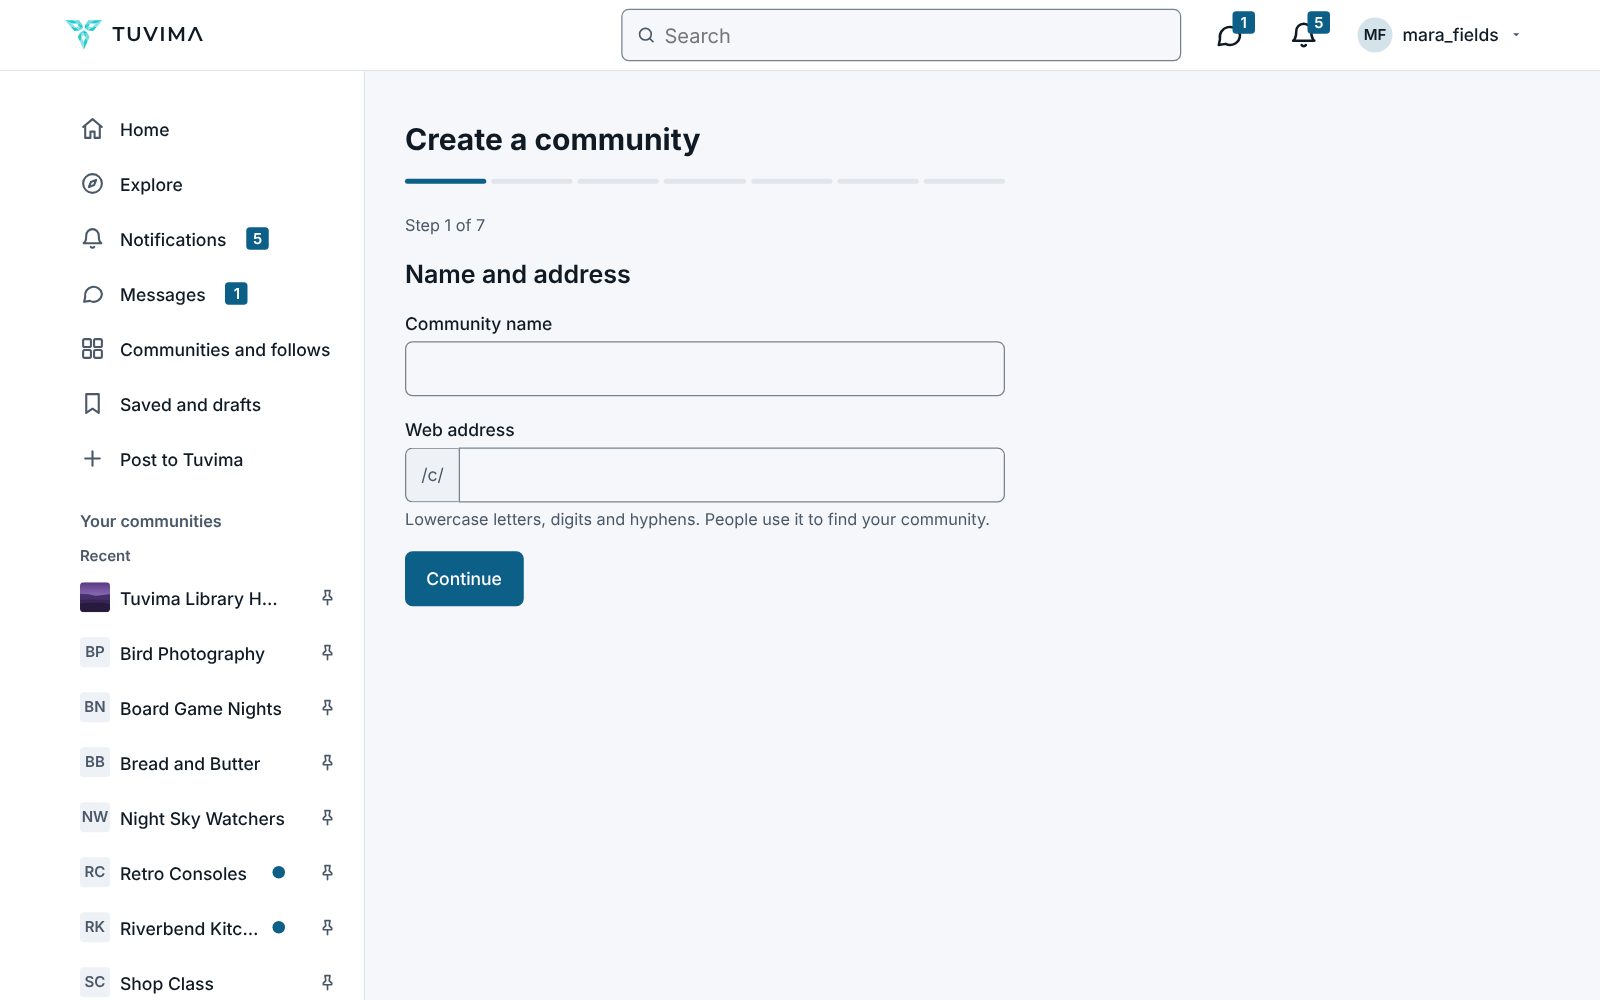 TUVIMA
Search
1
5
MF
mara_fields
Home
Explore
Notifications 5
Messages 1
Communities and follows
Saved and drafts
Post to Tuvima
Your communities
Recent
Tuvima Library H...
BP Bird Photography
BN Board Game Nights
BB Bread and Butter
NW Night Sky Watchers
RC Retro Consoles
RK Riverbend Kitc...
SC Shop Class
Create a community
Step 1 of 7
Name and address
Community name
Web address
/c/
Lowercase letters, digits and hyphens. People use it to find your community.
Continue